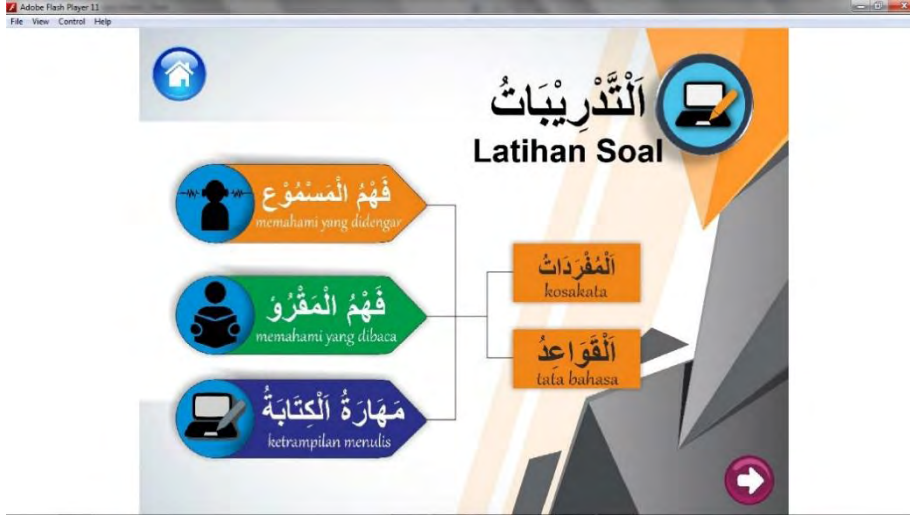 Adobe Flash Player 11
File View Control Help
اَلْتَّدْرِيْبَاتُ
Latihan Soal
فَهْمُ الْمَسْمُوْع
memahami yang didengar
فَهْمُ الْمَقْرُوْ
memahami yang dibaca
مَهَارَةُ اَلْكِتَابَةُ
ketrampilan menulis
اَلْمُفْرَدَاتُ
kosakata
اَلْقَوَاعِدُ
tata bahasa